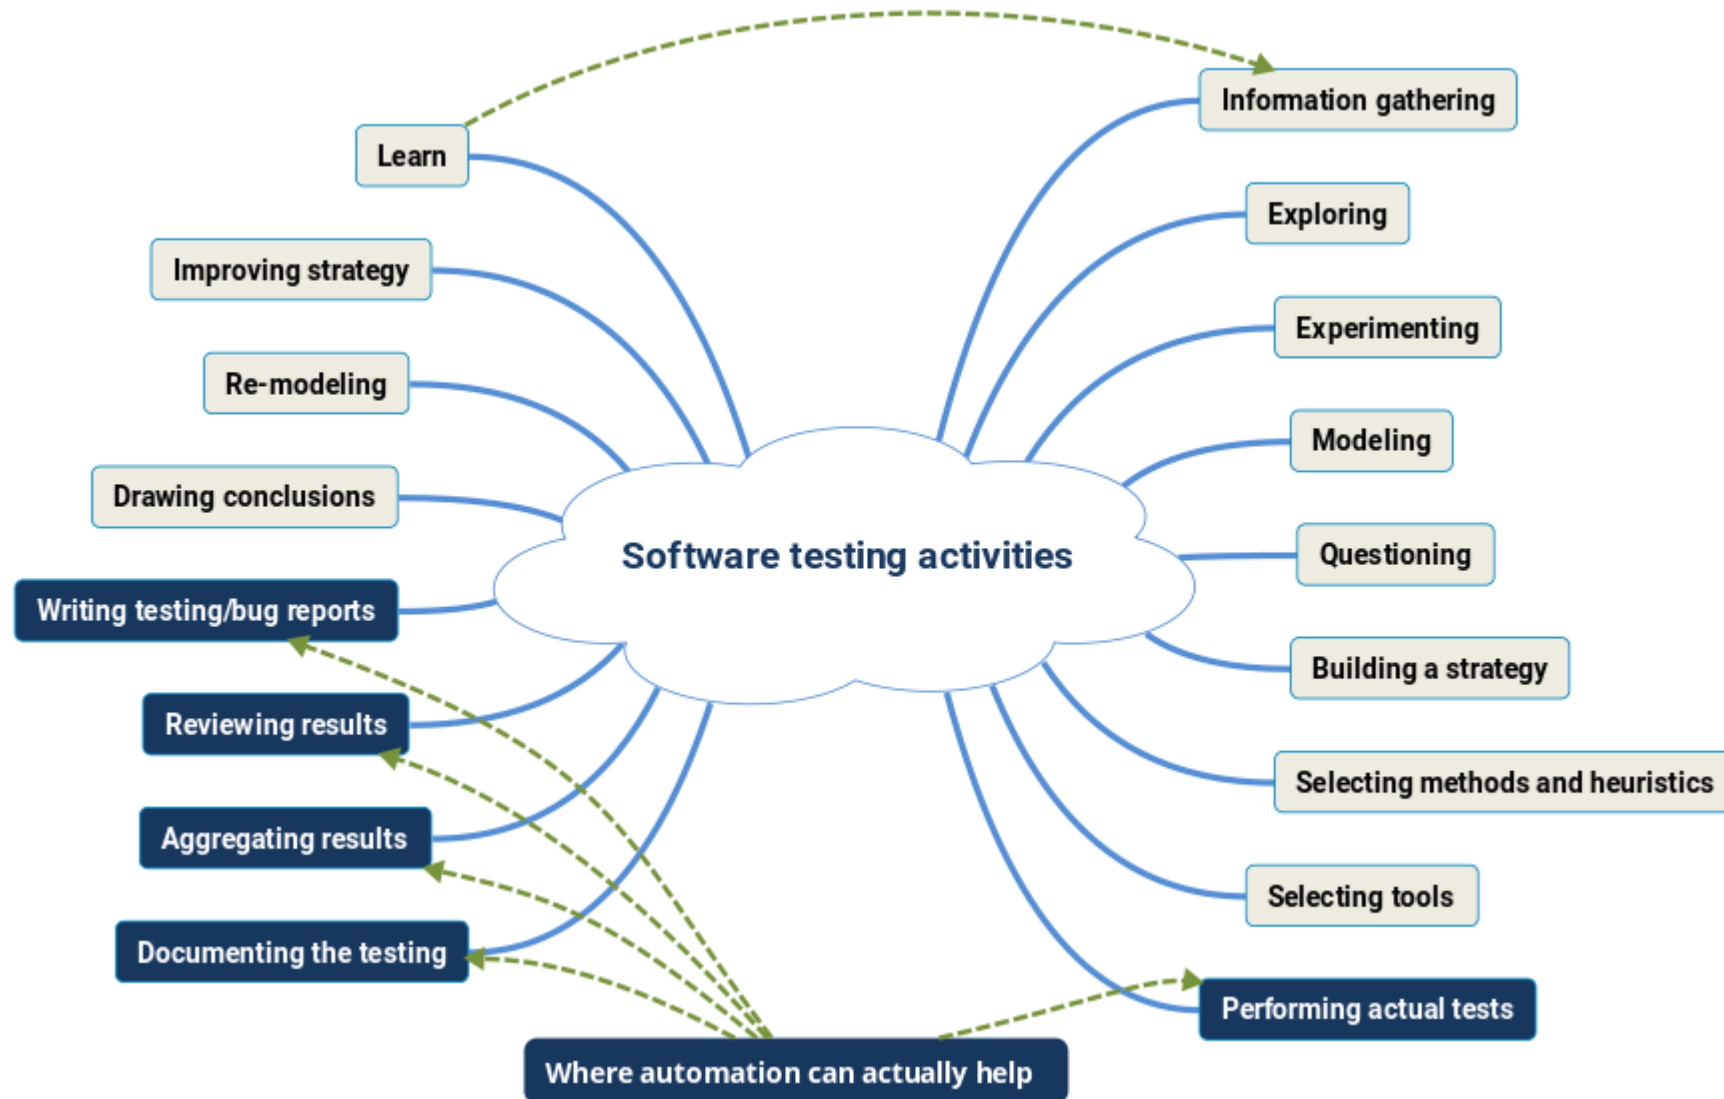 Learn
Information gathering
Improving strategy
Exploring
Re-modeling
Experimenting
Drawing conclusions
Modeling
Software testing activities
Questioning
Writing testing/bug reports
Building a strategy
Reviewing results
Selecting methods and heuristics
Aggregating results
Selecting tools
Documenting the testing
Performing actual tests
Where automation can actually help